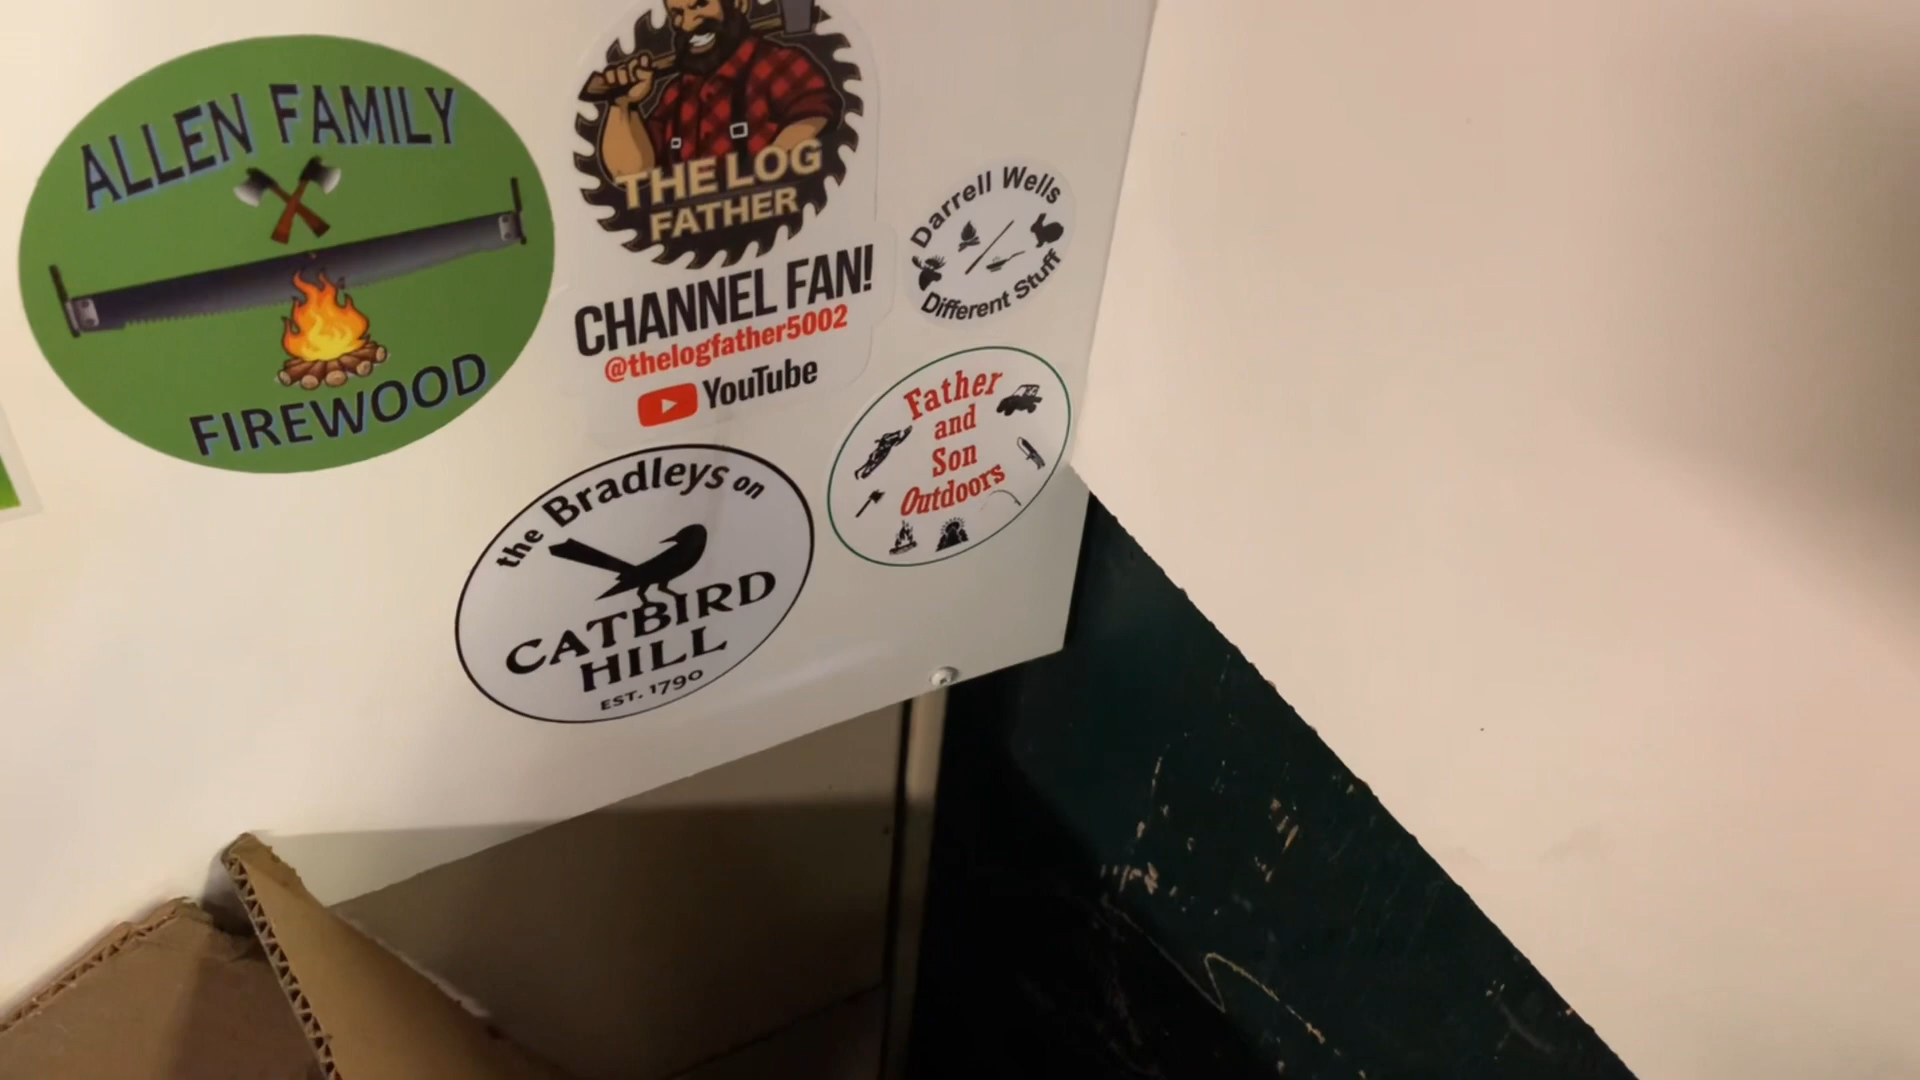 ALLEN FAMILY
FIREWOOD
THE LOG
FATHER
CHANNEL FAN!
@thelogfather5002
YouTube
Darrell Wells
Different Stuff
Father
and
Son
Outdoors
the Bradleys on
CATBIRD
HILL
EST. 1790